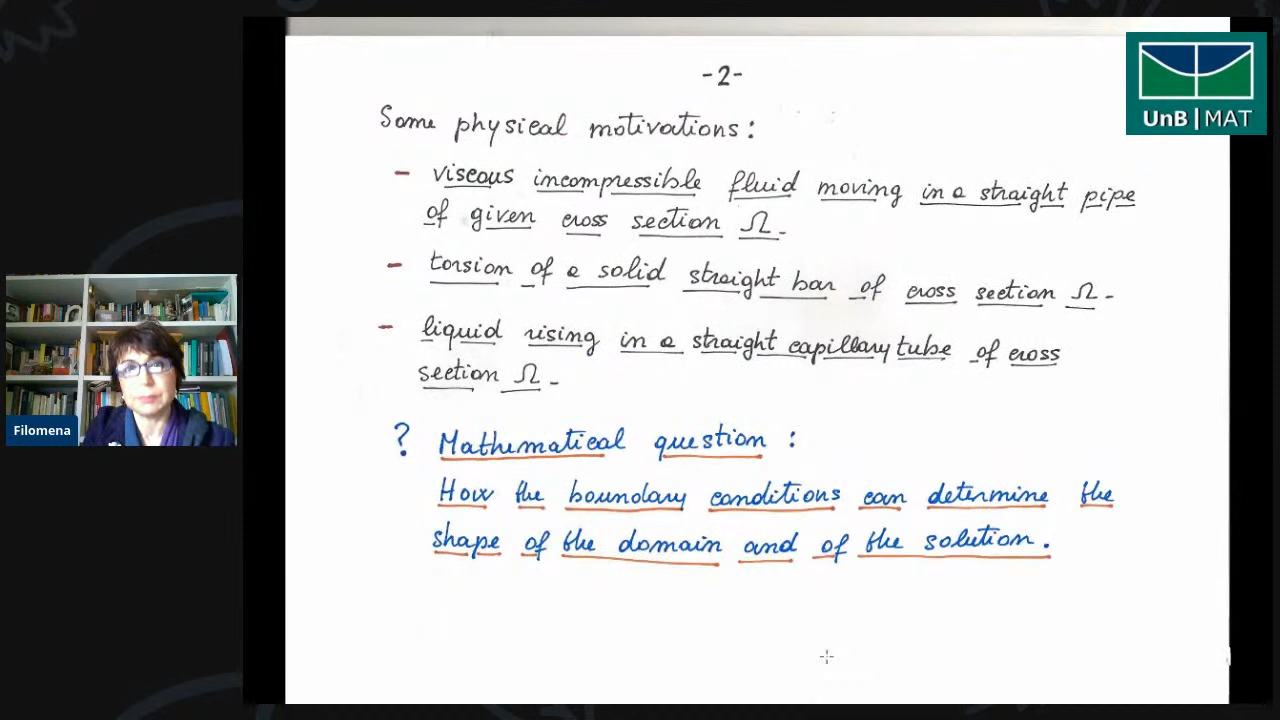 -2-
Some physical motivations:
- viscous incompressible fluid moving in a straight pipe
of given cross section Ω.
- torsion of a solid straight bar of cross section Ω.
- liquid rising in a straight capillary tube of cross
section Ω.
? Mathematical question:
How the boundary conditions can determine the
shape of the domain and of the solution.
UnB | MAT
Filomena